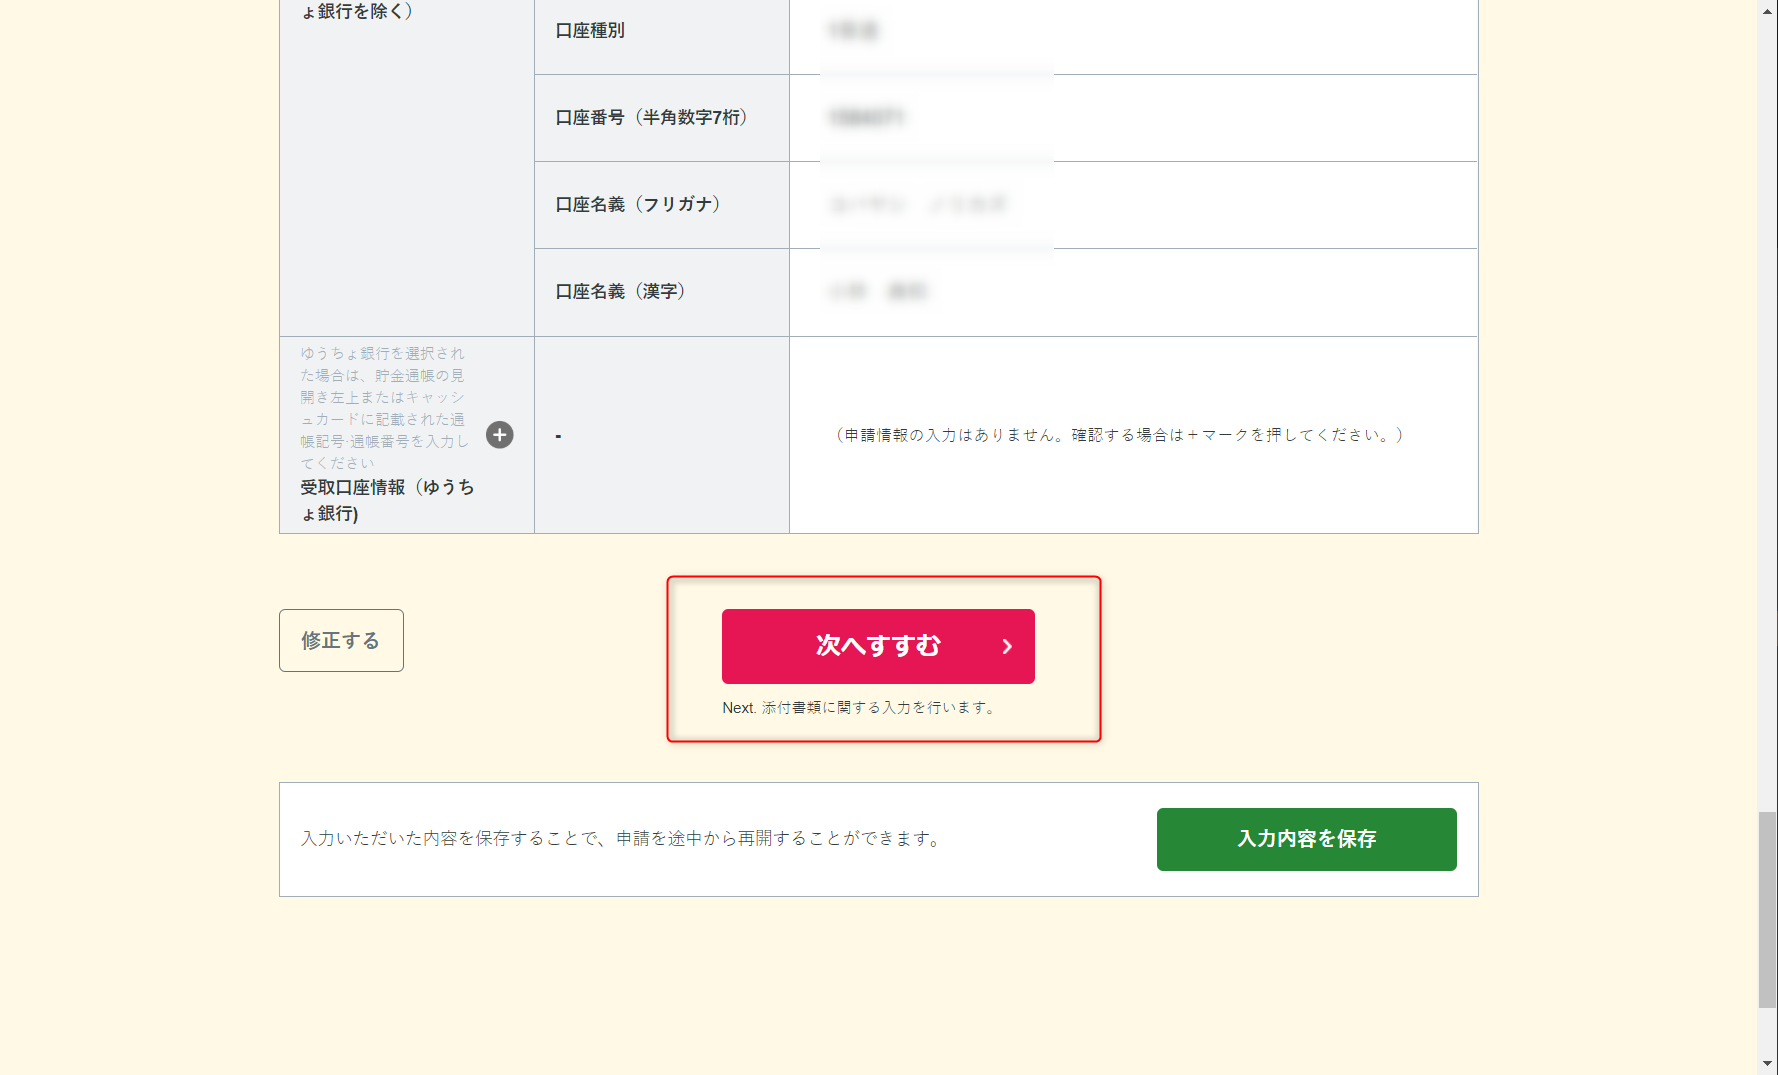 ょ銀行を除く）
口座種別
口座番号（半角数字7桁）
口座名義（フリガナ）
口座名義（漢字）
ゆうちょ銀行を選択され
た場合は、貯金通帳の見
開き左上またはキャッシ
ュカードに記載された通
帳記号·通帳番号を入力し
てください
受取口座情報（ゆうち
ょ銀行)
-
（申請情報の入力はありません。確認する場合は＋マークを押してください。）
修正する
次へすすむ
Next. 添付書類に関する入力を行います。
入力いただいた内容を保存することで、申請を途中から再開することができます。
入力内容を保存